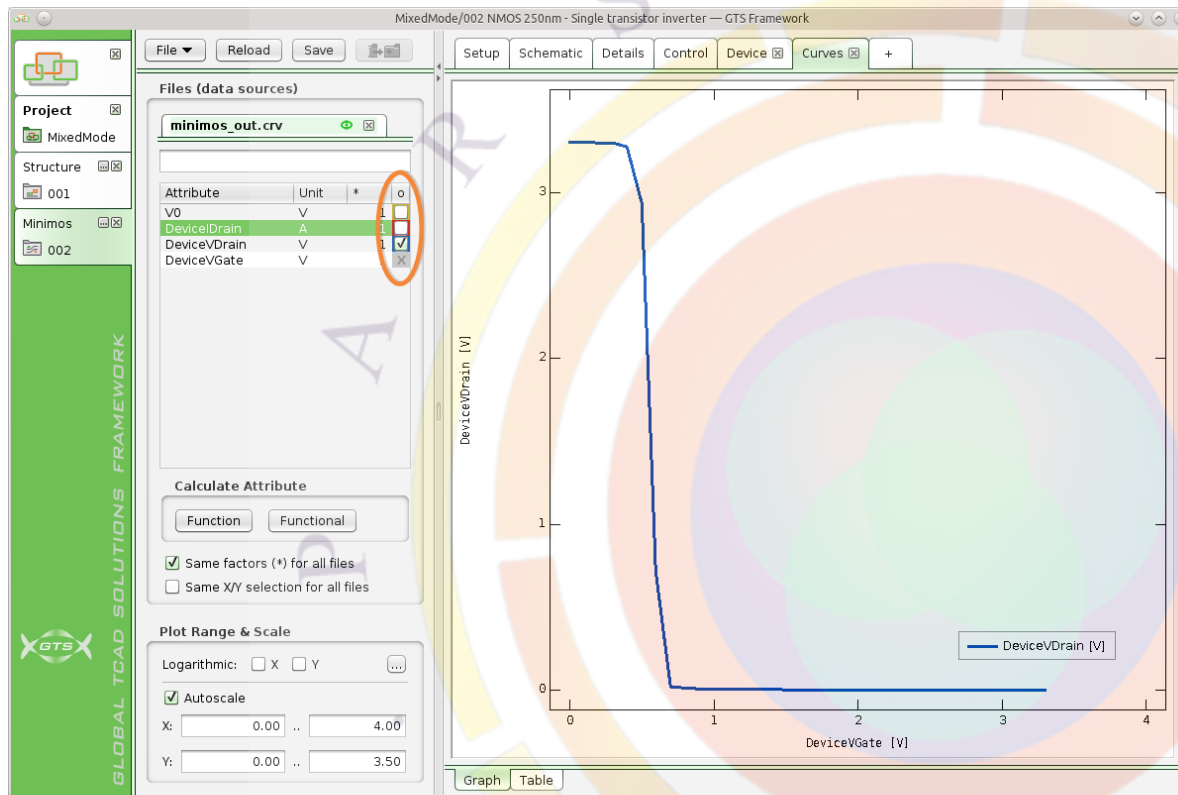 MixedMode/002 NMOS 250nm - Single transistor inverter — GTS Framework
File Reload Save
Setup Schematic Details Control Device Curves +
Project
MixedMode
Structure
001
Minimos
002
GLOBAL TCAD SOLUTIONS FRAMEWORK
GTS
Files (data sources)
minimos_out.crv
Attribute Unit * o
V0 V 1
DeviceIDrain A 1
DeviceVDrain V 1
DeviceVGate V X
Calculate Attribute
Function Functional
Same factors (*) for all files
Same X/Y selection for all files
Plot Range & Scale
Logarithmic: X Y ...
Autoscale
X: 0.00 .. 4.00
Y: 0.00 .. 3.50
P A R S
DeviceVDrain [V]
3
2
1
0
0 1 2 3 4
DeviceVGate [V]
DeviceVDrain [V]
Graph Table